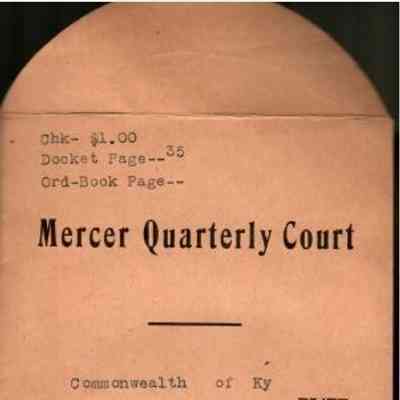 Chk- $1.00
Docket Page--35
Ord-Book Page--
Mercer Quarterly Court
Commonwealth of Ky